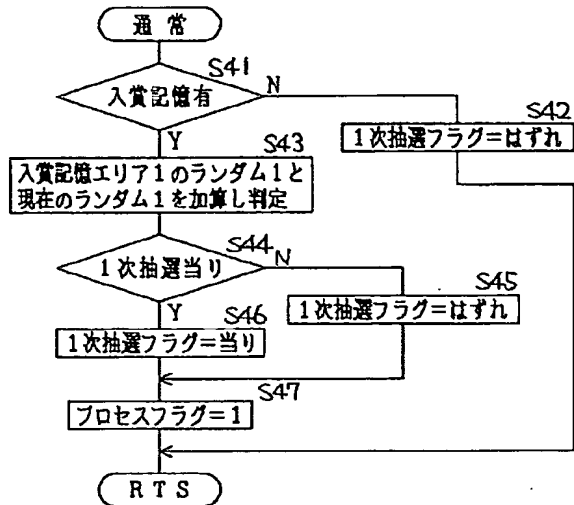 通常
S41
入賞記憶有
N
S42
1次抽選フラグ=はずれ
Y
S43
入賞記憶エリア1のランダム1と
現在のランダム1を加算し判定
S44
1次抽選当り
N
S45
1次抽選フラグ=はずれ
Y
S46
1次抽選フラグ=当り
S47
プロセスフラグ=1
RTS